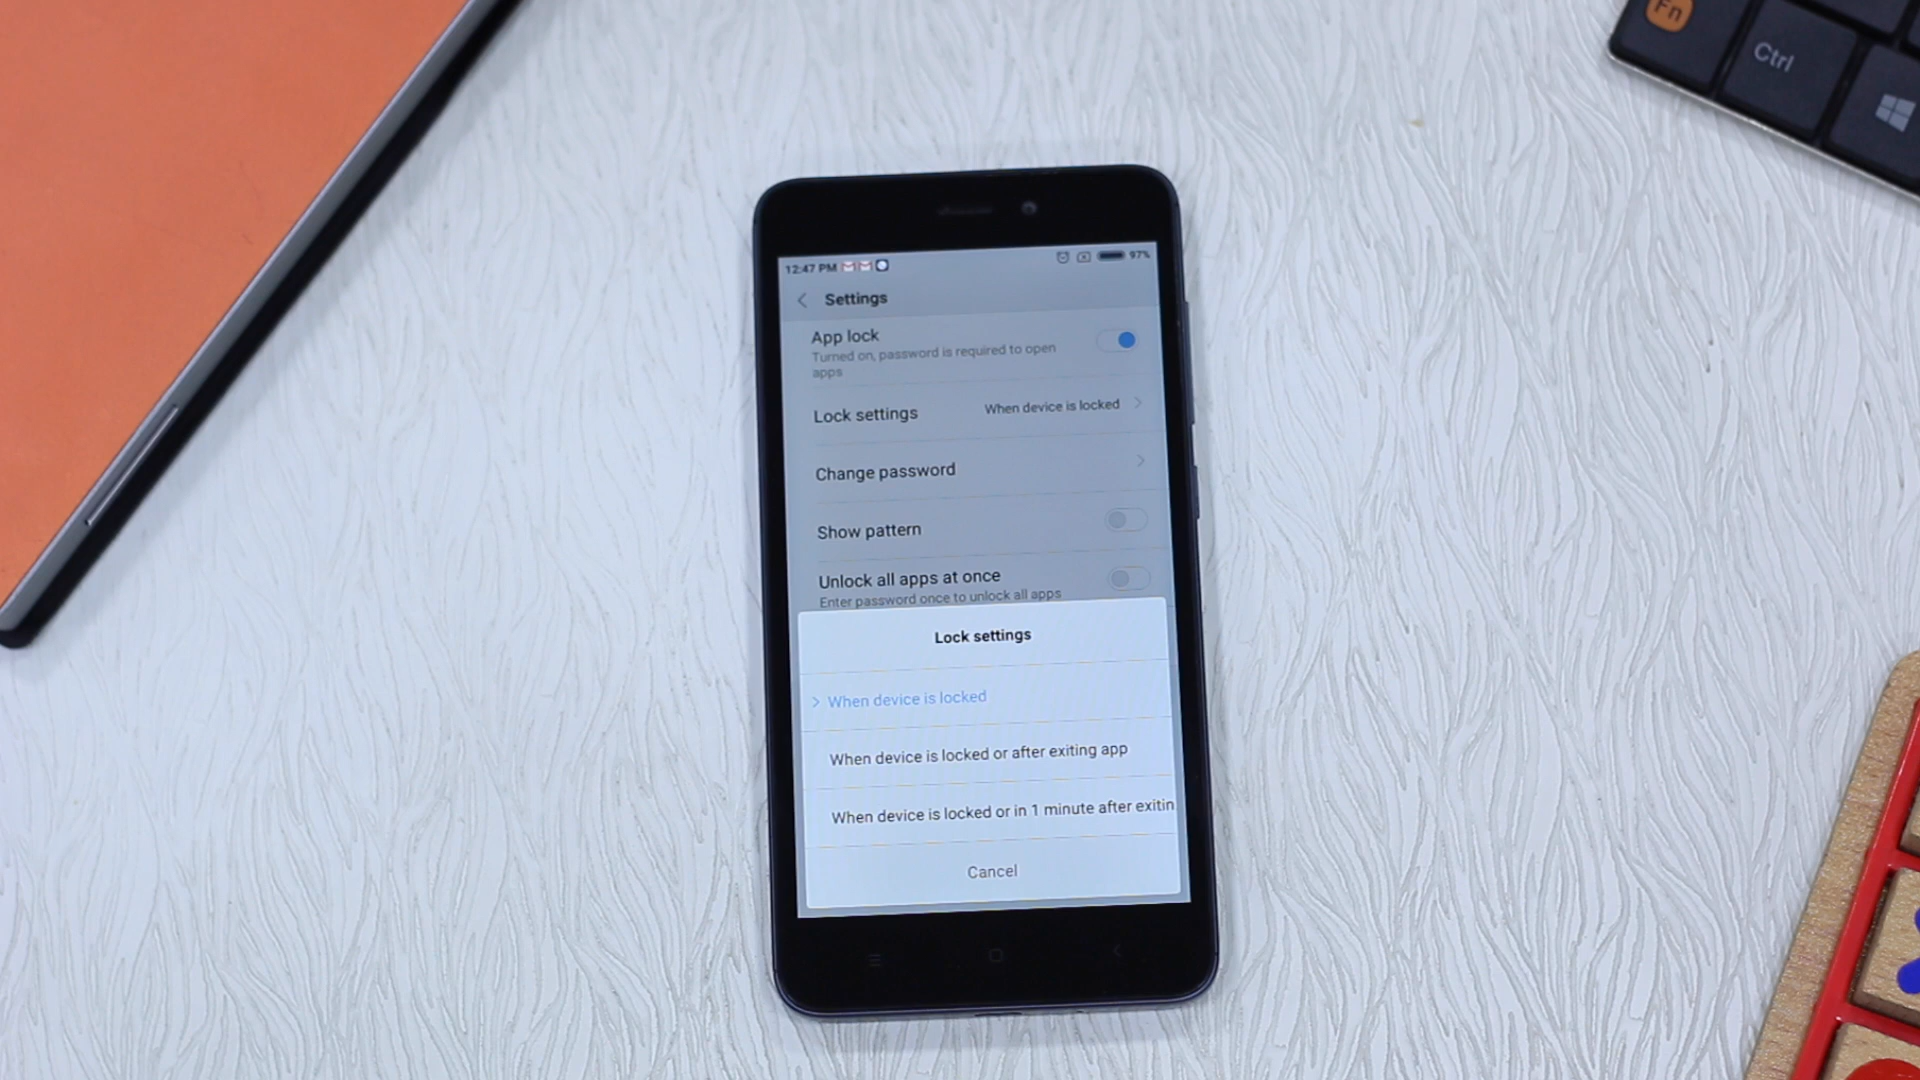 Fn
Ctrl
12:47 PM 97%
Settings
App lock
Turned on, password is required to open
apps
Lock settings When device is locked
Change password
Show pattern
Unlock all apps at once
Enter password once to unlock all apps
Lock settings
When device is locked
When device is locked or after exiting app
When device is locked or in 1 minute after exitin
Cancel